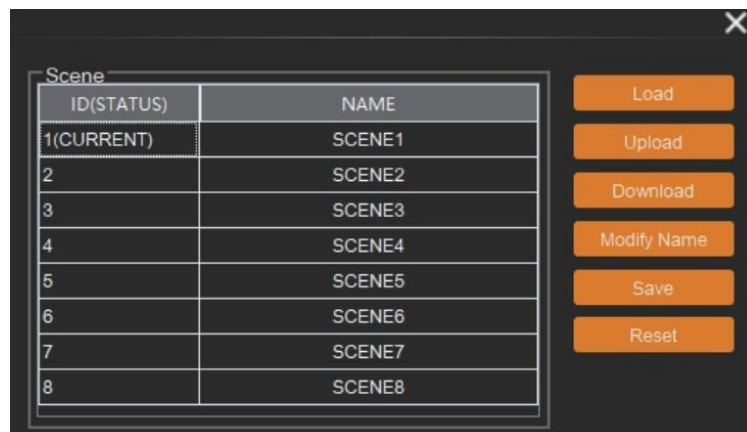 Scene
ID(STATUS) NAME
1(CURRENT) SCENE1
2 SCENE2
3 SCENE3
4 SCENE4
5 SCENE5
6 SCENE6
7 SCENE7
8 SCENE8
Load
Upload
Download
Modify Name
Save
Reset